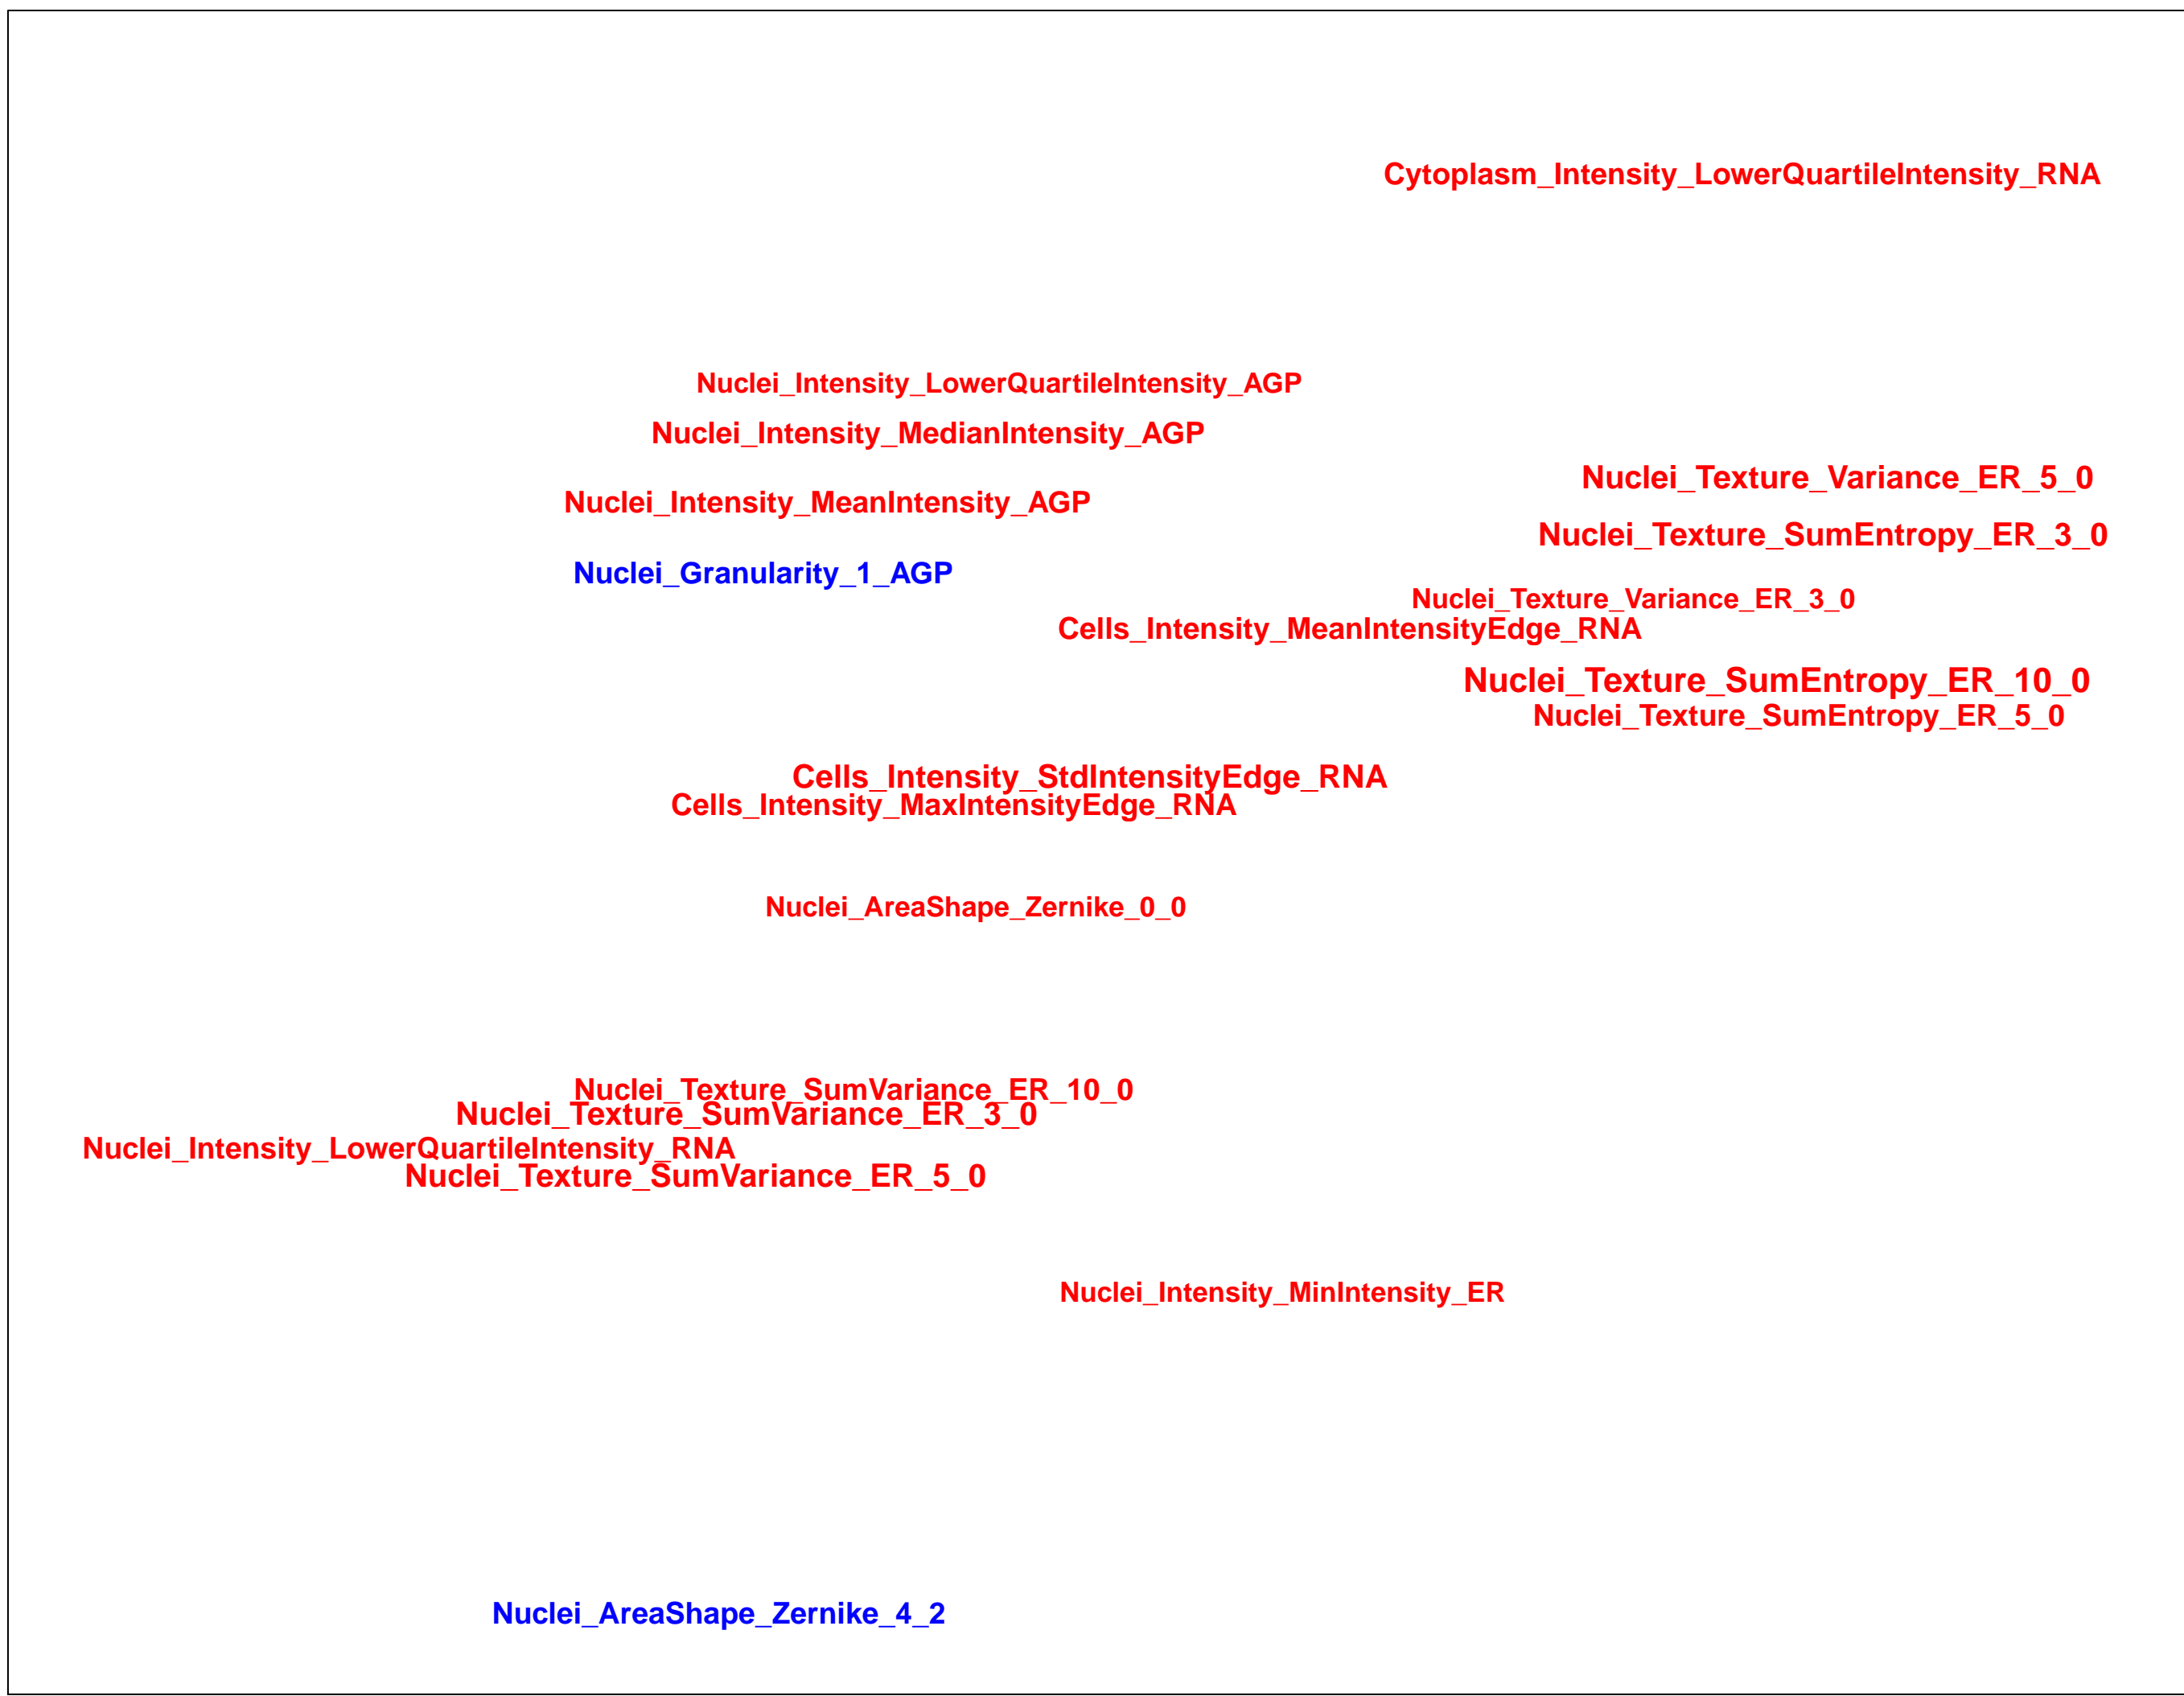 Cytoplasm_Intensity_LowerQuartileIntensity_RNA
Nuclei_Intensity_LowerQuartileIntensity_AGP
Nuclei_Intensity_MedianIntensity_AGP
Nuclei_Texture_Variance_ER_5_0
Nuclei_Intensity_MeanIntensity_AGP
Nuclei_Texture_SumEntropy_ER_3_0
Nuclei_Granularity_1_AGP
Nuclei_Texture_Variance_ER_3_0
Cells_Intensity_MeanIntensityEdge_RNA
Nuclei_Texture_SumEntropy_ER_10_0
Nuclei_Texture_SumEntropy_ER_5_0
Cells_Intensity_StdIntensityEdge_RNA
Cells_Intensity_MaxIntensityEdge_RNA
Nuclei_AreaShape_Zernike_0_0
Nuclei_Texture_SumVariance_ER_10_0
Nuclei_Texture_SumVariance_ER_3_0
Nuclei_Intensity_LowerQuartileIntensity_RNA
Nuclei_Texture_SumVariance_ER_5_0
Nuclei_Intensity_MinIntensity_ER
Nuclei_AreaShape_Zernike_4_2